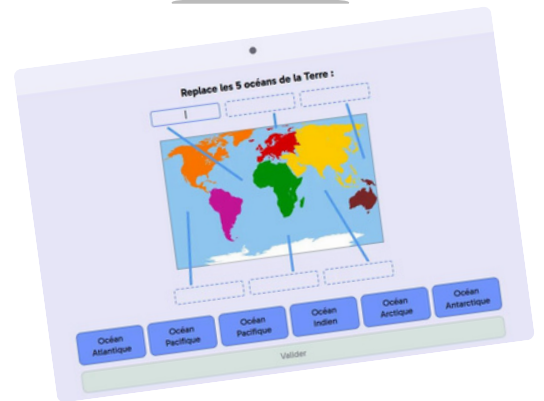 Replace les 5 océans de la Terre :
Océan
Atlantique
Océan
Pacifique
Océan
Pacifique
Océan
Indien
Océan
Arctique
Océan
Antarctique
Valider